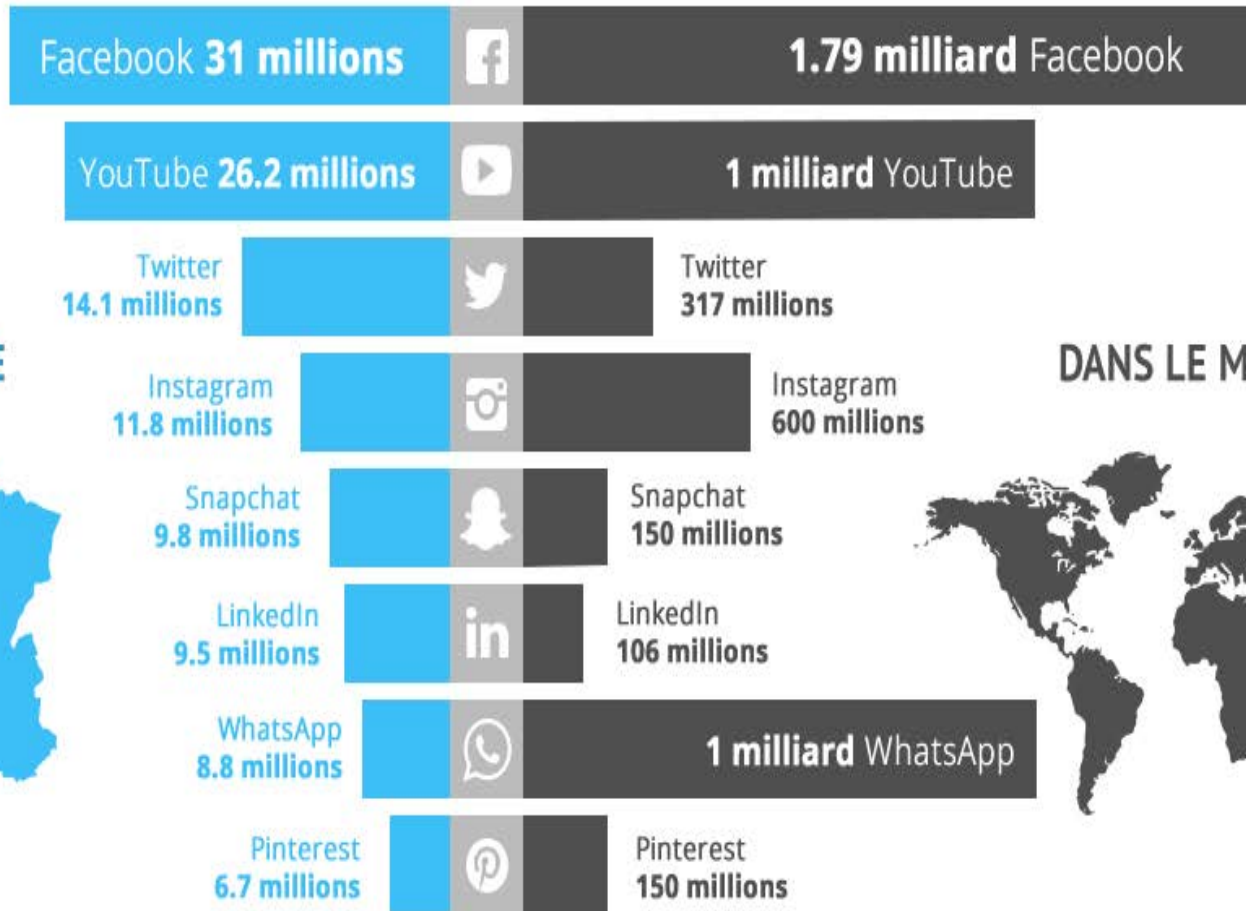 Facebook 31 millions
1.79 milliard Facebook
YouTube 26.2 millions
1 milliard YouTube
Twitter
14.1 millions
Twitter
317 millions
E
DANS LE M
Instagram
11.8 millions
Instagram
600 millions
Snapchat
9.8 millions
Snapchat
150 millions
LinkedIn
9.5 millions
in
LinkedIn
106 millions
WhatsApp
8.8 millions
1 milliard WhatsApp
Pinterest
6.7 millions
Pinterest
150 millions